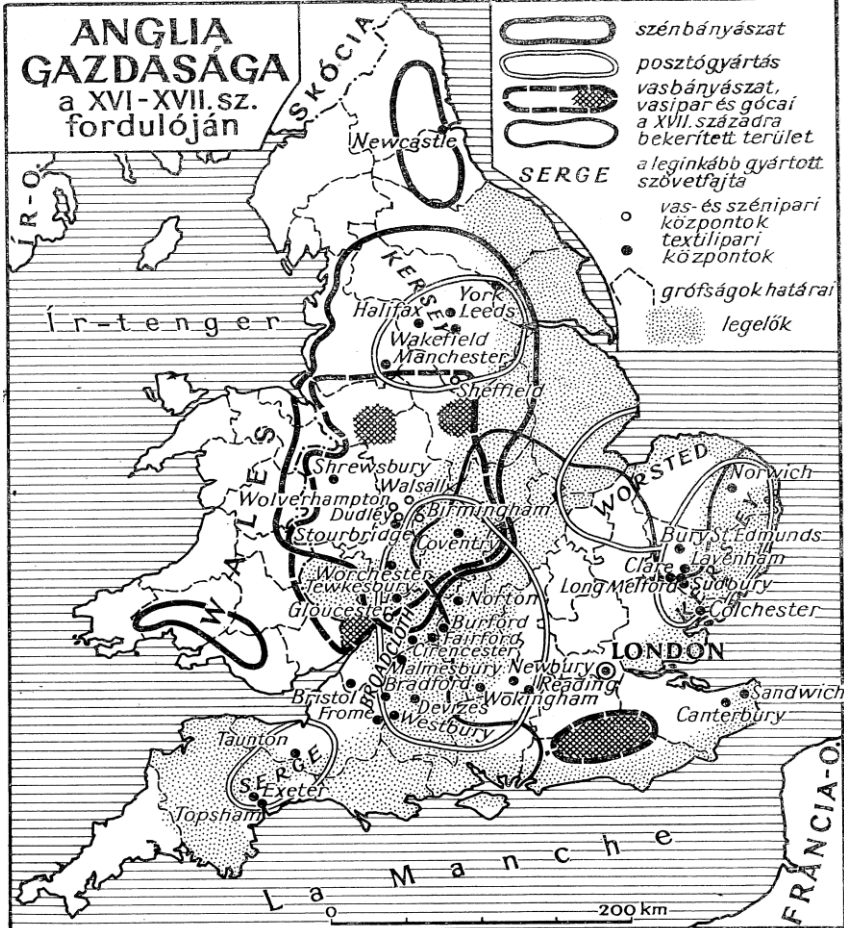 ANGLIA
GAZDASÁGA
a XVI-XVII. sz.
fordulóján
szénbányászat
posztógyártás
vasbányászat,
vasipar és gócai
a XVII. századra
bekerített terület
SERGE
a leginkább gyártott
szövetfajta
vas- és szénipari
központok
textilipari
központok
grófságok határai
legelők
SKÓCIA
ÍR-O.
Newcastle
Ír-tenger
KERSEY
York
Halifax
Leeds
Wakefield
Manchester
Sheffield
WALES
Shrewsbury
Walsall
Wolverhampton
Dudley
Birmingham
Stourbridge
Coventry
WORSTED
Norwich
Bury St. Edmunds
Clare
Lavenham
Long Melford
Sudbury
Colchester
Worchester
Tewkesbury
Gloucester
Norton
Burford
Fairford
Cirencester
BROADCLOTH
Malmesbury
Newbury
LONDON
Bradford
Reading
Bristol
Devizes
Wokingham
Frome
Westbury
Sandwich
Canterbury
Taunton
SERGE
Exeter
Topsham
La Manche
FRANCIA-O.
0
200 km